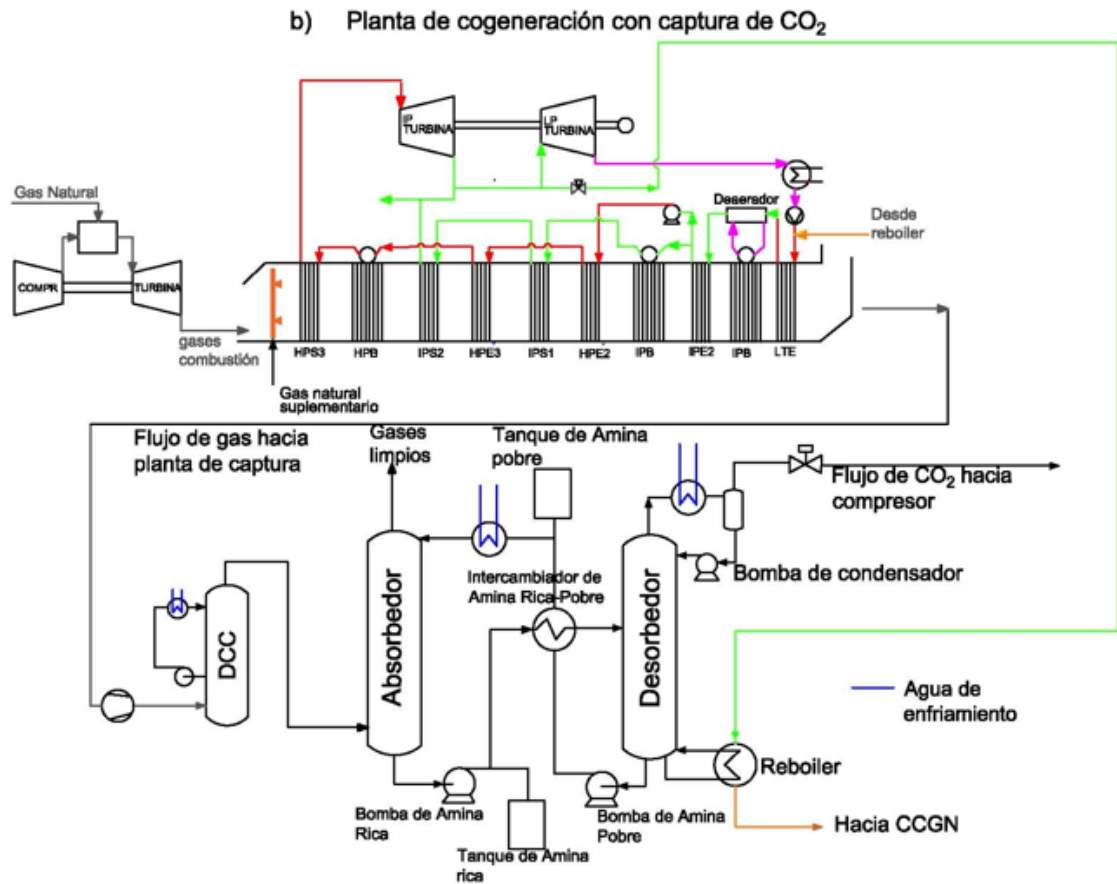 b) Planta de cogeneración con captura de CO2
IP
TURBINA
LP
TURBINA
Gas Natural
Deaerador
Desde
reboiler
COMPR
TURBINA
gases
combustión
HPS3
HPB
IPS2
HPE3
IPS1
HPE2
IPB
IPE2
IPB
LTE
Gas natural
suplementario
Flujo de gas hacia
planta de captura
Gases
limpios
Tanque de Amina
pobre
Flujo de CO2 hacia
compresor
Intercambiador de
Amina Rica-Pobre
Bomba de condensador
DCC
Absorbedor
Desorbedor
Agua de
enfriamiento
Reboiler
Bomba de Amina
Rica
Bomba de Amina
Pobre
Hacia CCGN
Tanque de Amina
rica